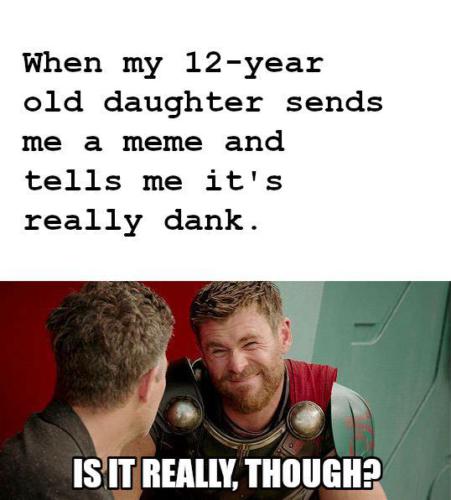 When my 12-year
old daughter sends
me a meme and
tells me it's
really dank.
IS IT REALLY, THOUGH?